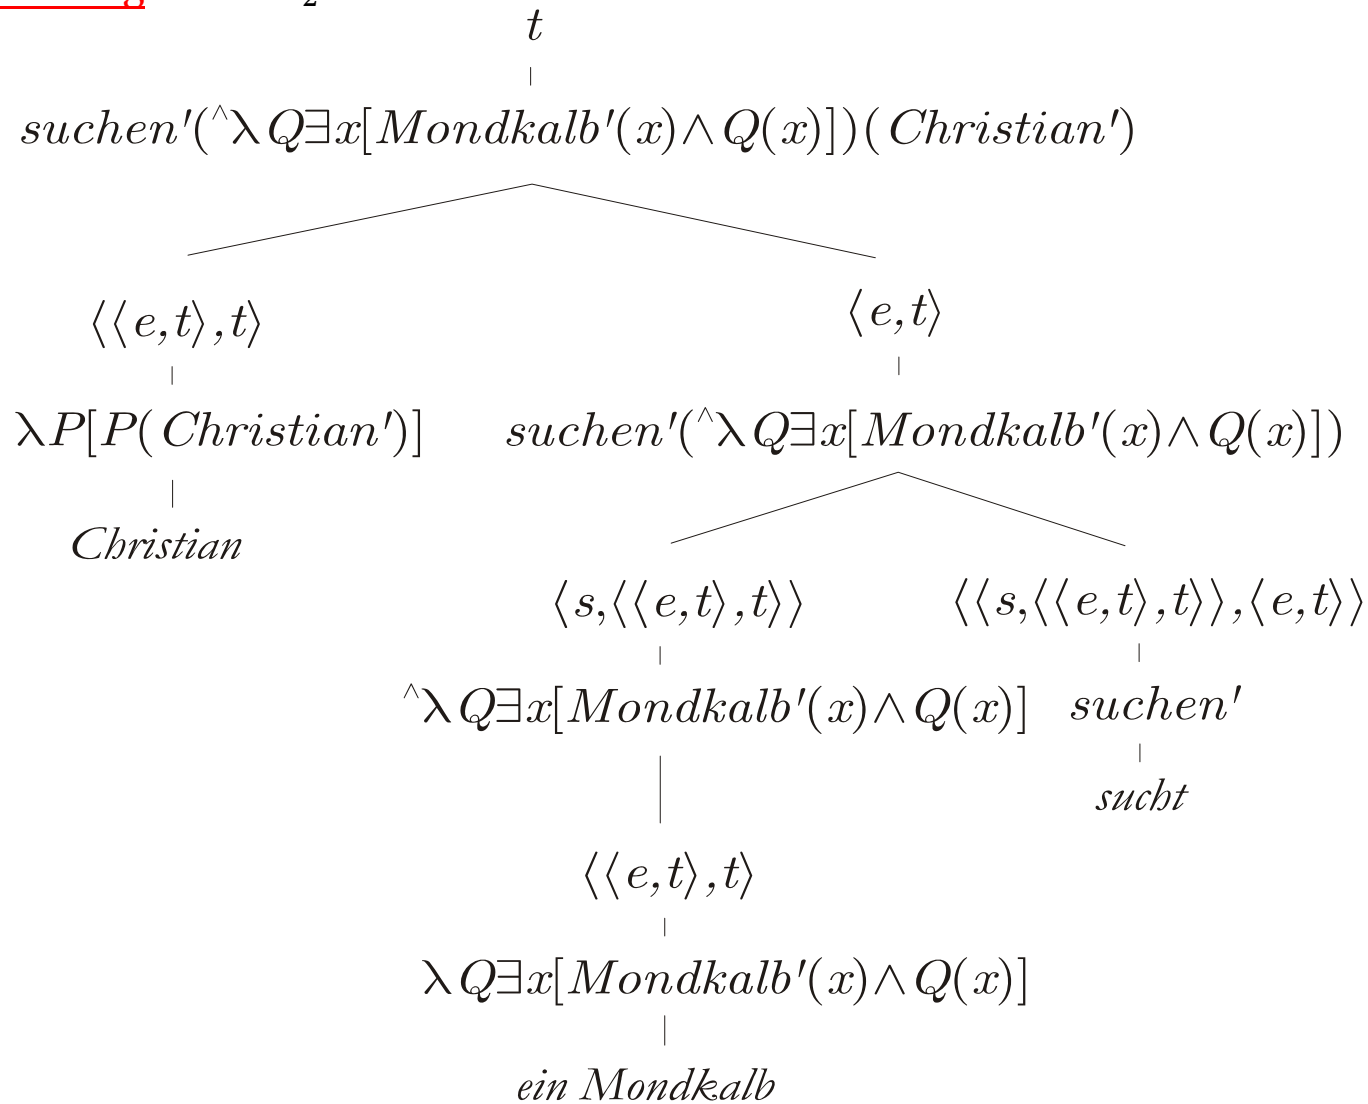 t
suchen′(^λQ∃x[Mondkalb′(x)∧Q(x)])(Christian′)
⟨⟨e,t⟩,t⟩ ⟨e,t⟩
λP[P(Christian′)] suchen′(^λQ∃x[Mondkalb′(x)∧Q(x)])
Christian
⟨s,⟨⟨e,t⟩,t⟩⟩ ⟨⟨s,⟨⟨e,t⟩,t⟩⟩,⟨e,t⟩⟩
^λQ∃x[Mondkalb′(x)∧Q(x)] suchen′
sucht
⟨⟨e,t⟩,t⟩
λQ∃x[Mondkalb′(x)∧Q(x)]
ein Mondkalb